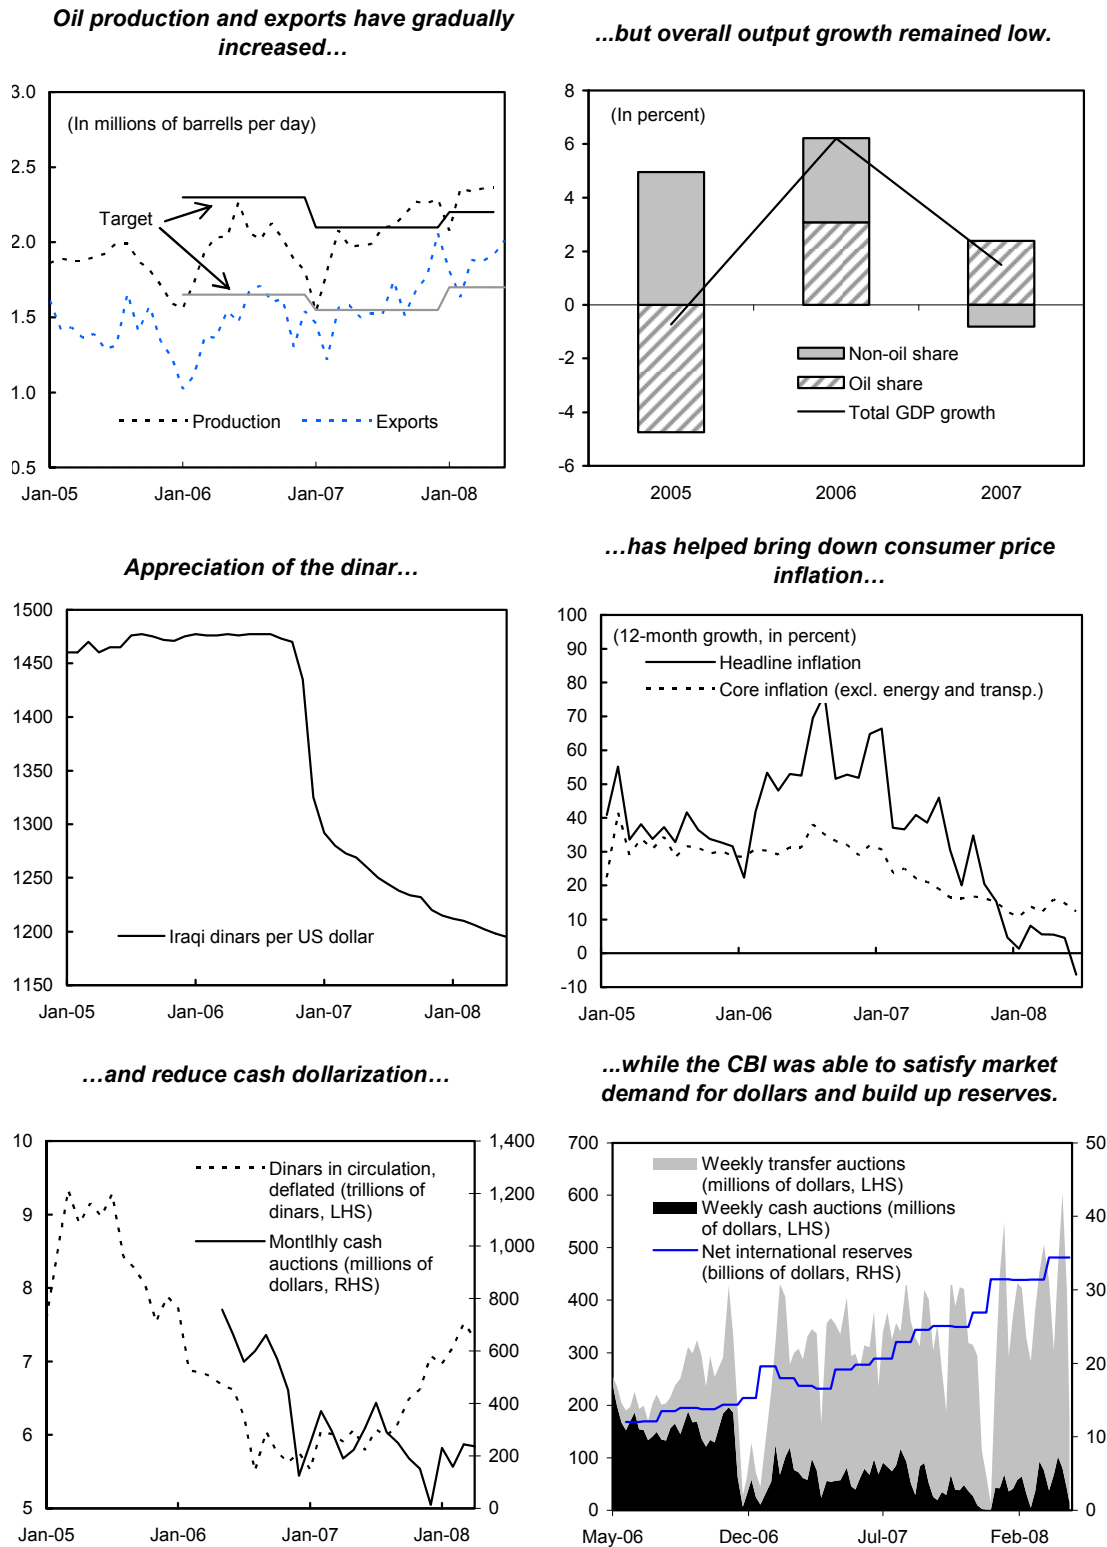 Oil production and exports have gradually
increased…
3.0
(In millions of barrells per day)
2.5
Target
2.0
1.5
1.0
Production
Exports
0.5
Jan-05
Jan-06
Jan-07
Jan-08
...but overall output growth remained low.
8
(In percent)
6
4
2
0
Non-oil share
-2
Oil share
Total GDP growth
-4
-6
2005
2006
2007
Appreciation of the dinar…
1500
1450
1400
1350
1300
1250
1200
Iraqi dinars per US dollar
1150
Jan-05
Jan-06
Jan-07
Jan-08
…has helped bring down consumer price
inflation…
100
(12-month growth, in percent)
90
Headline inflation
80
Core inflation (excl. energy and transp.)
70
60
50
40
30
20
10
0
-10
Jan-05
Jan-06
Jan-07
Jan-08
…and reduce cash dollarization…
10
1,400
Dinars in circulation,
deflated (trillions of
dinars, LHS)
1,200
9
Montlhly cash
auctions (millions of
dollars, RHS)
1,000
8
800
7
600
400
6
200
5
0
Jan-05
Jan-06
Jan-07
Jan-08
...while the CBI was able to satisfy market
demand for dollars and build up reserves.
700
50
Weekly transfer auctions
(millions of dollars, LHS)
600
Weekly cash auctions (millions
of dollars, LHS)
40
500
Net international reserves
(billions of dollars, RHS)
400
30
300
20
200
10
100
0
0
May-06
Dec-06
Jul-07
Feb-08